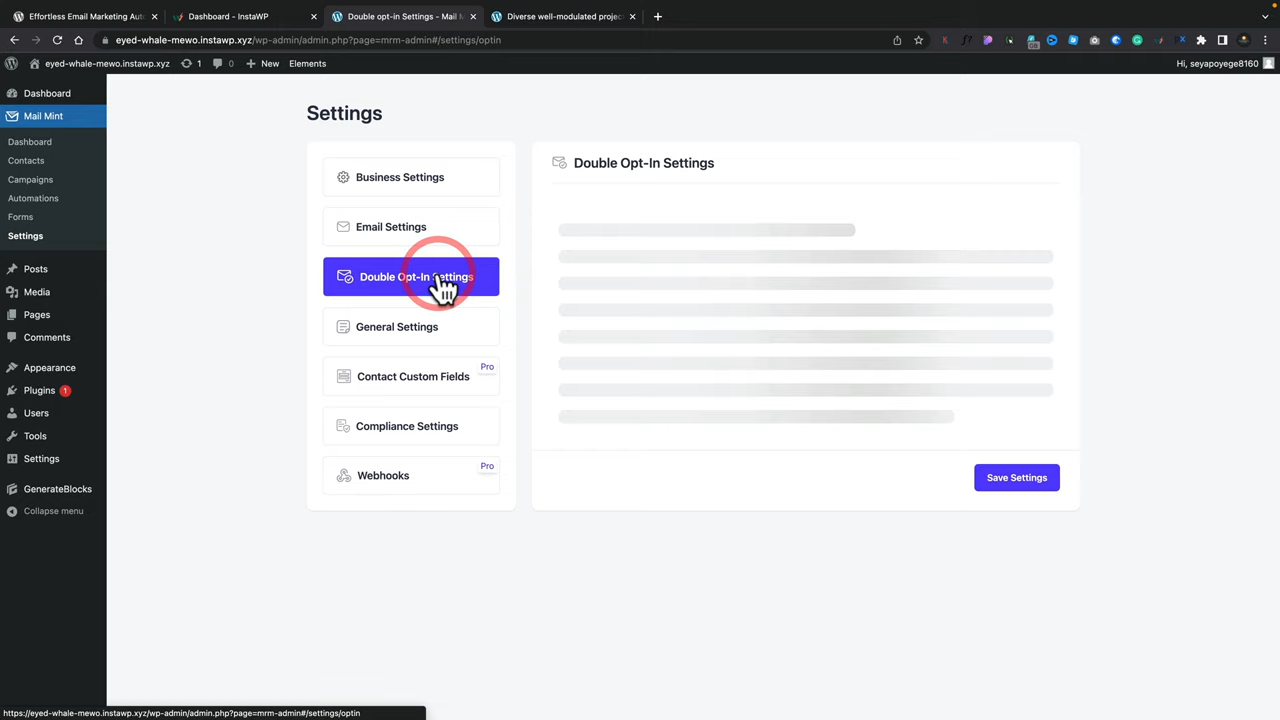 Effortless Email Marketing Aut
Dashboard - InstaWP
Double opt-in Settings - Mail M
Diverse well-modulated projec
eyed-whale-mewo.instawp.xyz/wp-admin/admin.php?page=mrm-admin#/settings/optin
eyed-whale-mewo.instawp.xyz
1
0
New
Elements
Hi, seyapoyege8160
Dashboard
Mail Mint
Dashboard
Contacts
Campaigns
Automations
Forms
Settings
Posts
Media
Pages
Comments
Appearance
Plugins 1
Users
Tools
Settings
GenerateBlocks
Collapse menu
Settings
Business Settings
Email Settings
Double Opt-In Settings
General Settings
Contact Custom Fields
Pro
Compliance Settings
Webhooks
Pro
Double Opt-In Settings
Save Settings
https://eyed-whale-mewo.instawp.xyz/wp-admin/admin.php?page=mrm-admin#/settings/optin